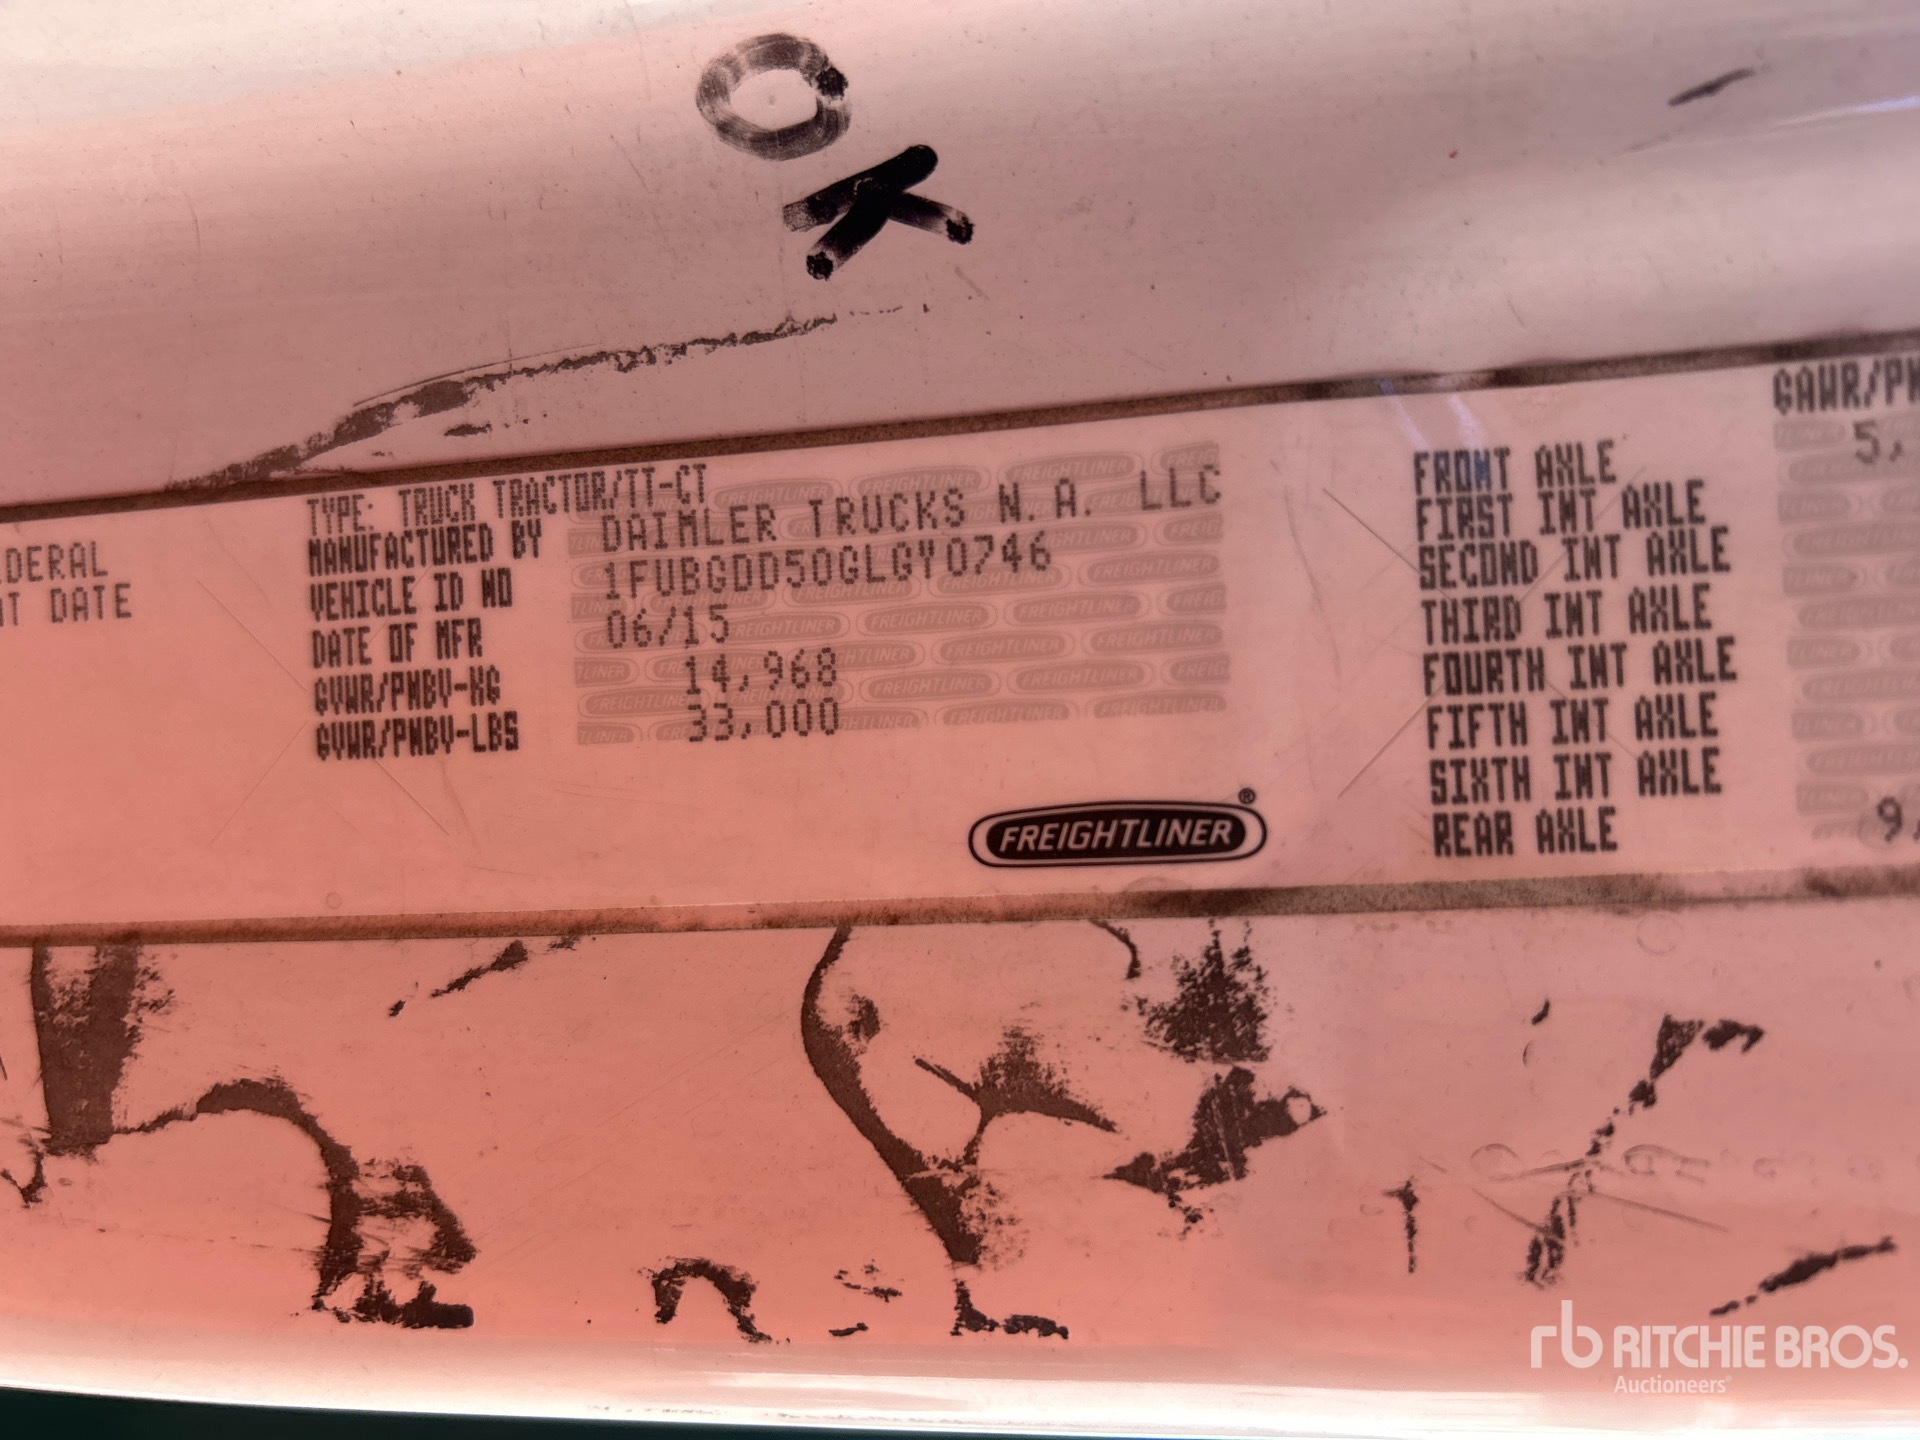 OK
DERAL
AT DATE
TYPE: TRUCK TRACTOR/TT-CT
MANUFACTURED BY DAIMLER TRUCKS N.A. LLC
VEHICLE ID NO 1FUBGDD50GLGY0746
DATE OF MFR 06/15
GVWR/PNBV-KG 14,968
GVWR/PNBV-LBS 33,000
FREIGHTLINER®
GAWR/PN
FRONT AXLE 5,
FIRST INT AXLE
SECOND INT AXLE
THIRD INT AXLE
FOURTH INT AXLE
FIFTH INT AXLE
SIXTH INT AXLE
REAR AXLE 9,
rb RITCHIE BROS.
Auctioneers